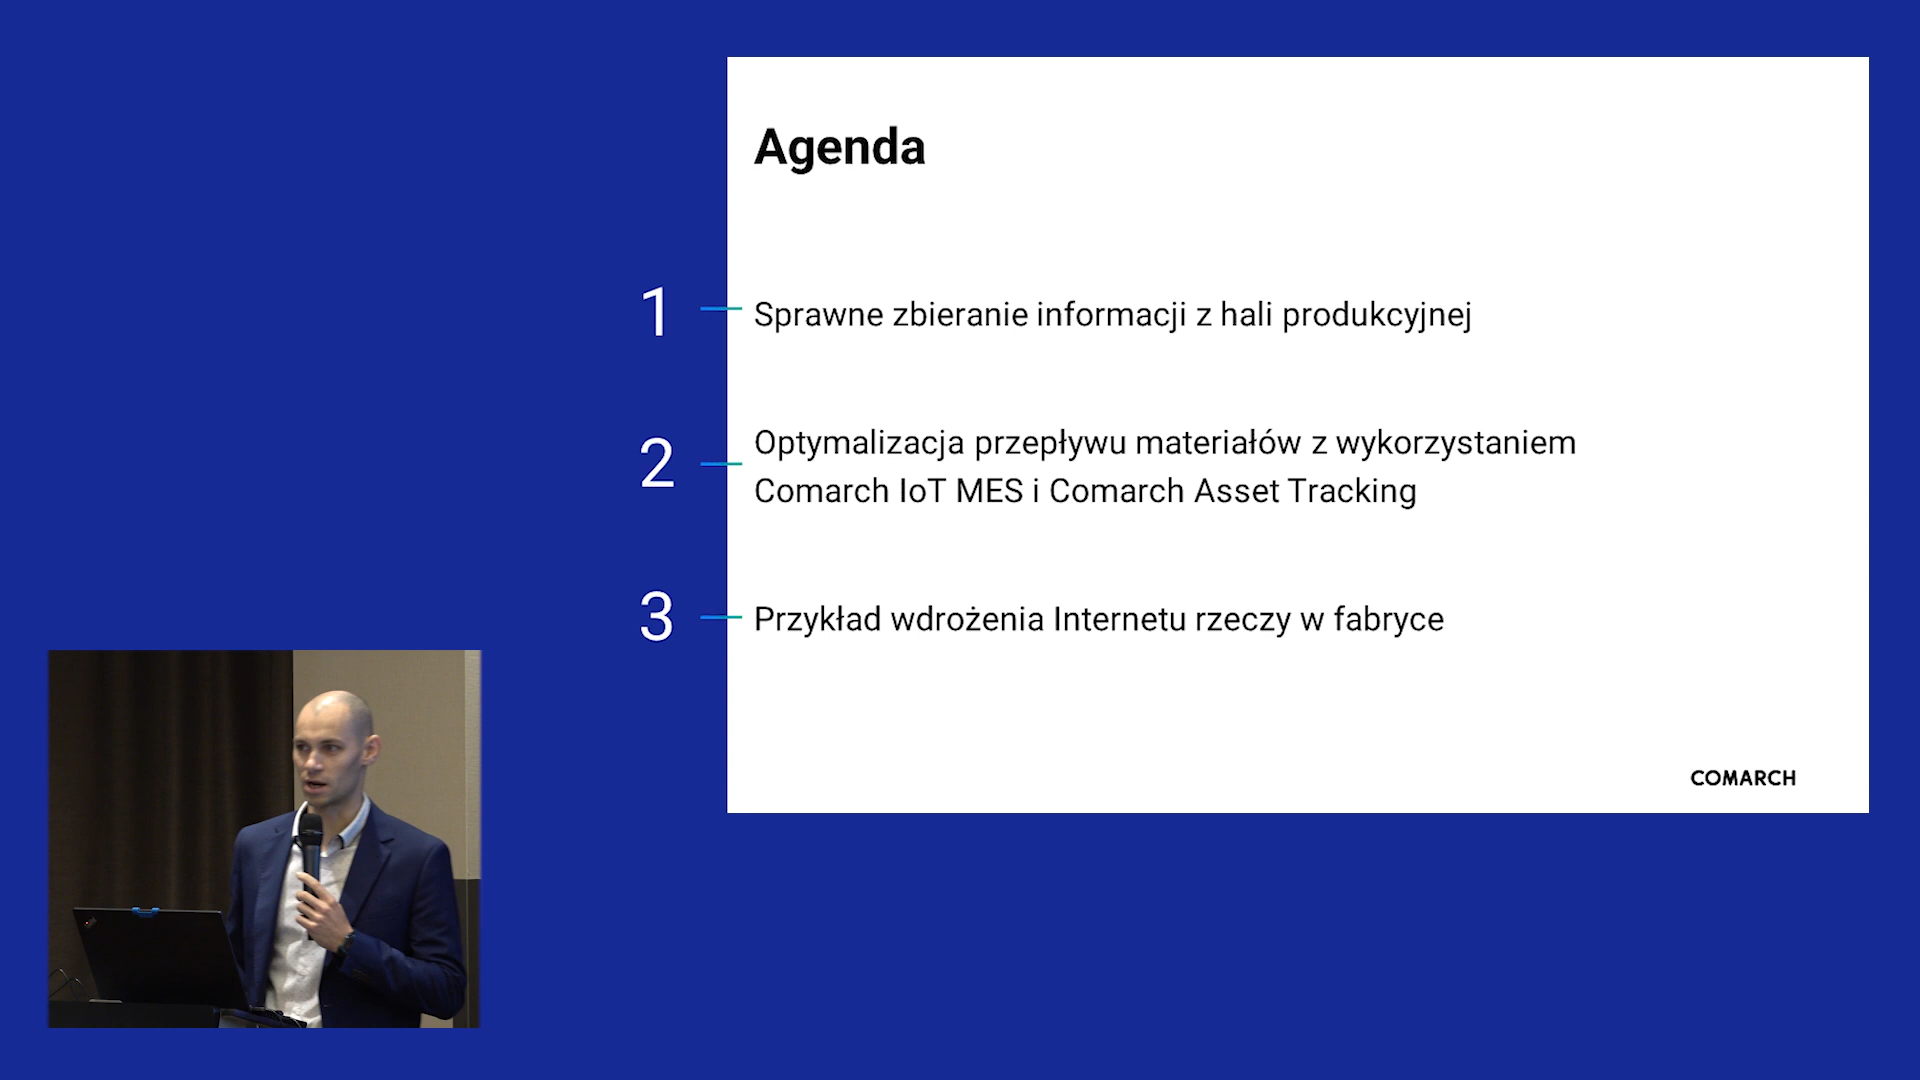 Agenda
1
Sprawne zbieranie informacji z hali produkcyjnej
2
Optymalizacja przepływu materiałów z wykorzystaniem
Comarch IoT MES i Comarch Asset Tracking
3
Przykład wdrożenia Internetu rzeczy w fabryce
COMARCH